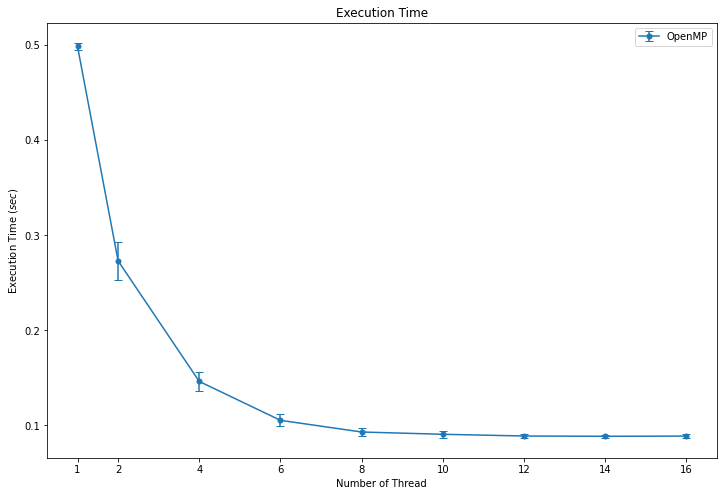 Execution Time
OpenMP
Execution Time (sec)
0.5
0.4
0.3
0.2
0.1
1 2 4 6 8 10 12 14 16
Number of Thread